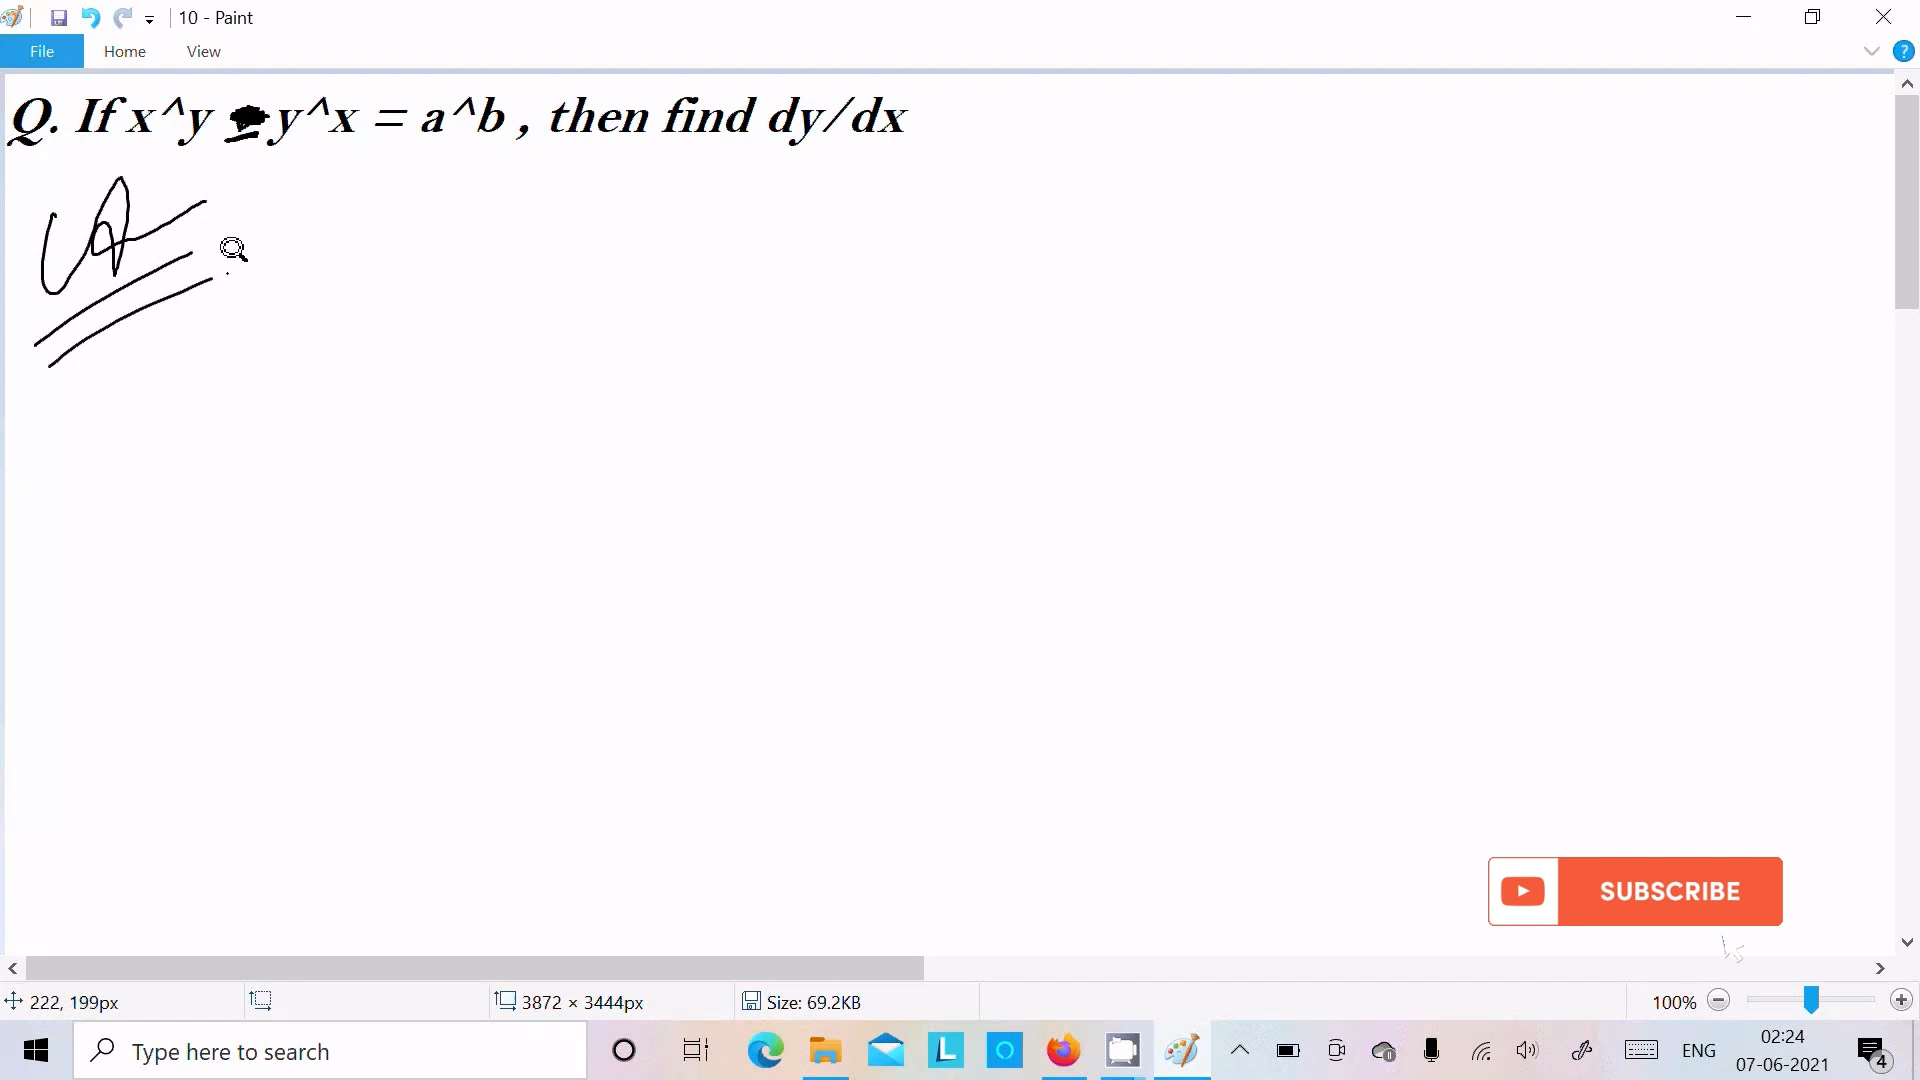 10 - Paint
File Home View
Q. If x^y - y^x = a^b , then find dy/dx
SUBSCRIBE
222, 199px 3872 × 3444px Size: 69.2KB 100%
Type here to search ENG 02:24
07-06-2021 4